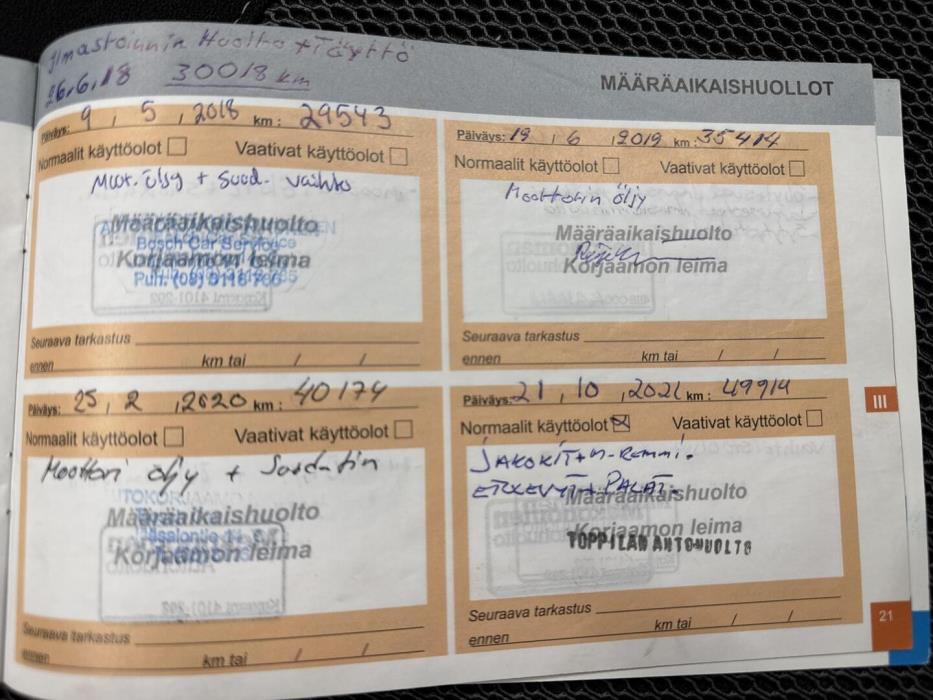 Ilmastoinnin Huolto + Täyttö
26.6.18 30018 km
MÄÄRÄAIKAISHUOLLOT
Päiväys: 9 . 5 . 2018 km: 29543
Normaalit käyttöolot Vaativat käyttöolot
Moot. öljy + Suod. vaihto
Määräaikaishuolto
Bosch Car Service
Korjaamon leima
Puh. (08)
Seuraava tarkastus
ennen km tai / /
Päiväys: 19 . 6 . 2019 km: 35414
Normaalit käyttöolot Vaativat käyttöolot
Moottorin öljy
Määräaikaishuolto
Korjaamon leima
Seuraava tarkastus
ennen km tai / /
Päiväys: 25 . 2 . 2020 km: 40174
Normaalit käyttöolot Vaativat käyttöolot
Moottori öljy + Suodatin
Määräaikaishuolto
Korjaamon leima
Seuraava tarkastus
ennen km tai / /
Päiväys: 21 . 10 . 2021 km: 49914
Normaalit käyttöolot Vaativat käyttöolot
JAKOKIT+
PALAT.
Määräaikaishuolto
Korjaamon leima
TOPPILAN AUTOHUOLTO
Seuraava tarkastus
ennen km tai / /
III
21